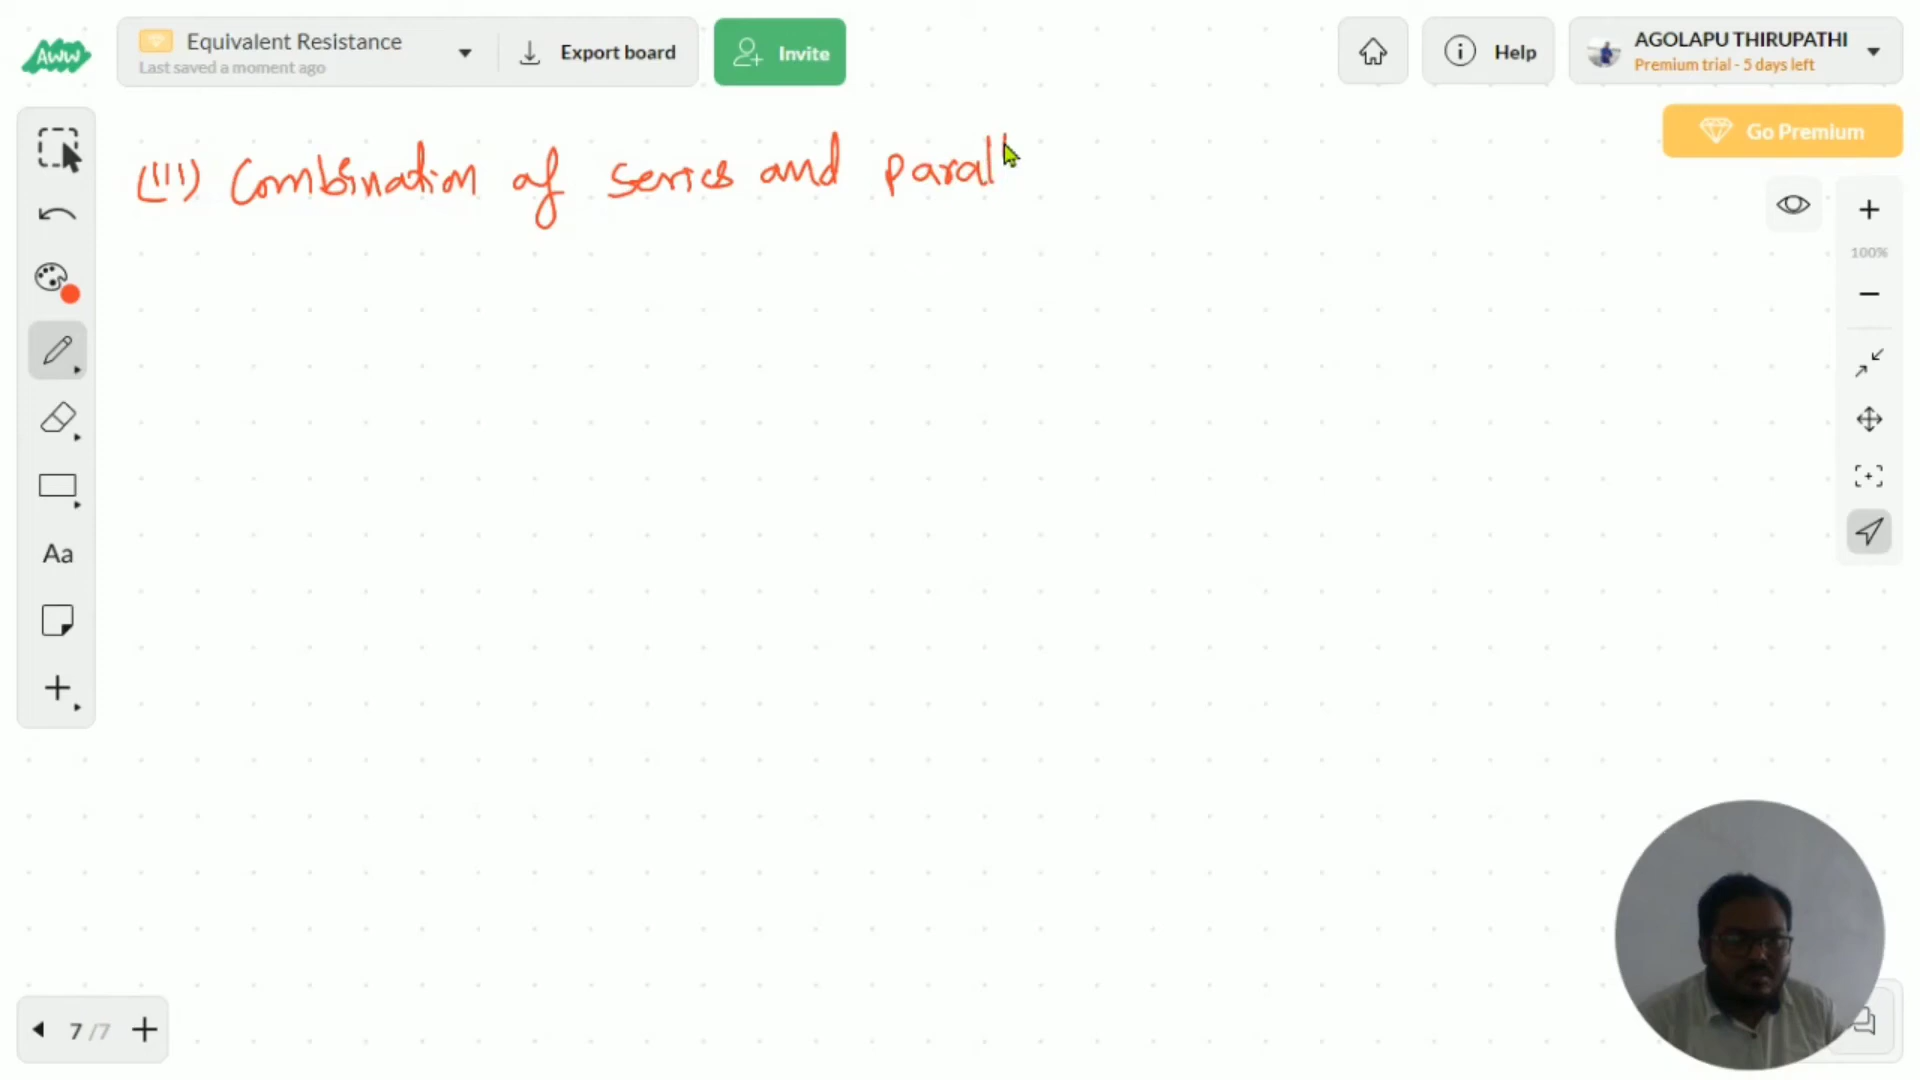 AWW
Equivalent Resistance
Last saved a moment ago
Export board
Invite
Help
AGOLAPU THIRUPATHI
Premium trial - 5 days left
Go Premium
(III) Combination of series and parall
100%
Aa
7 /7